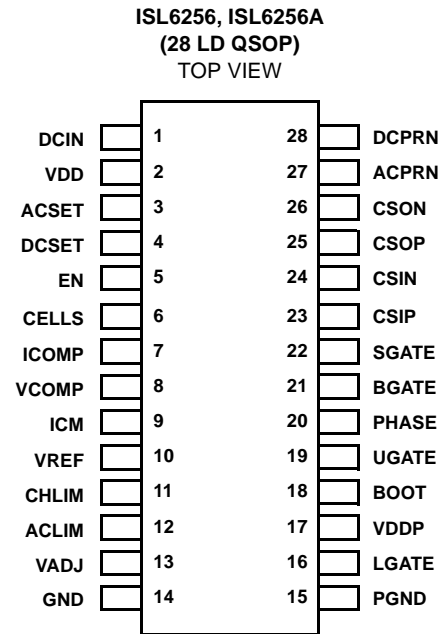 ISL6256, ISL6256A
(28 LD QSOP)
TOP VIEW
DCIN 1 28 DCPRN
VDD 2 27 ACPRN
ACSET 3 26 CSON
DCSET 4 25 CSOP
EN 5 24 CSIN
CELLS 6 23 CSIP
ICOMP 7 22 SGATE
VCOMP 8 21 BGATE
ICM 9 20 PHASE
VREF 10 19 UGATE
CHLIM 11 18 BOOT
ACLIM 12 17 VDDP
VADJ 13 16 LGATE
GND 14 15 PGND